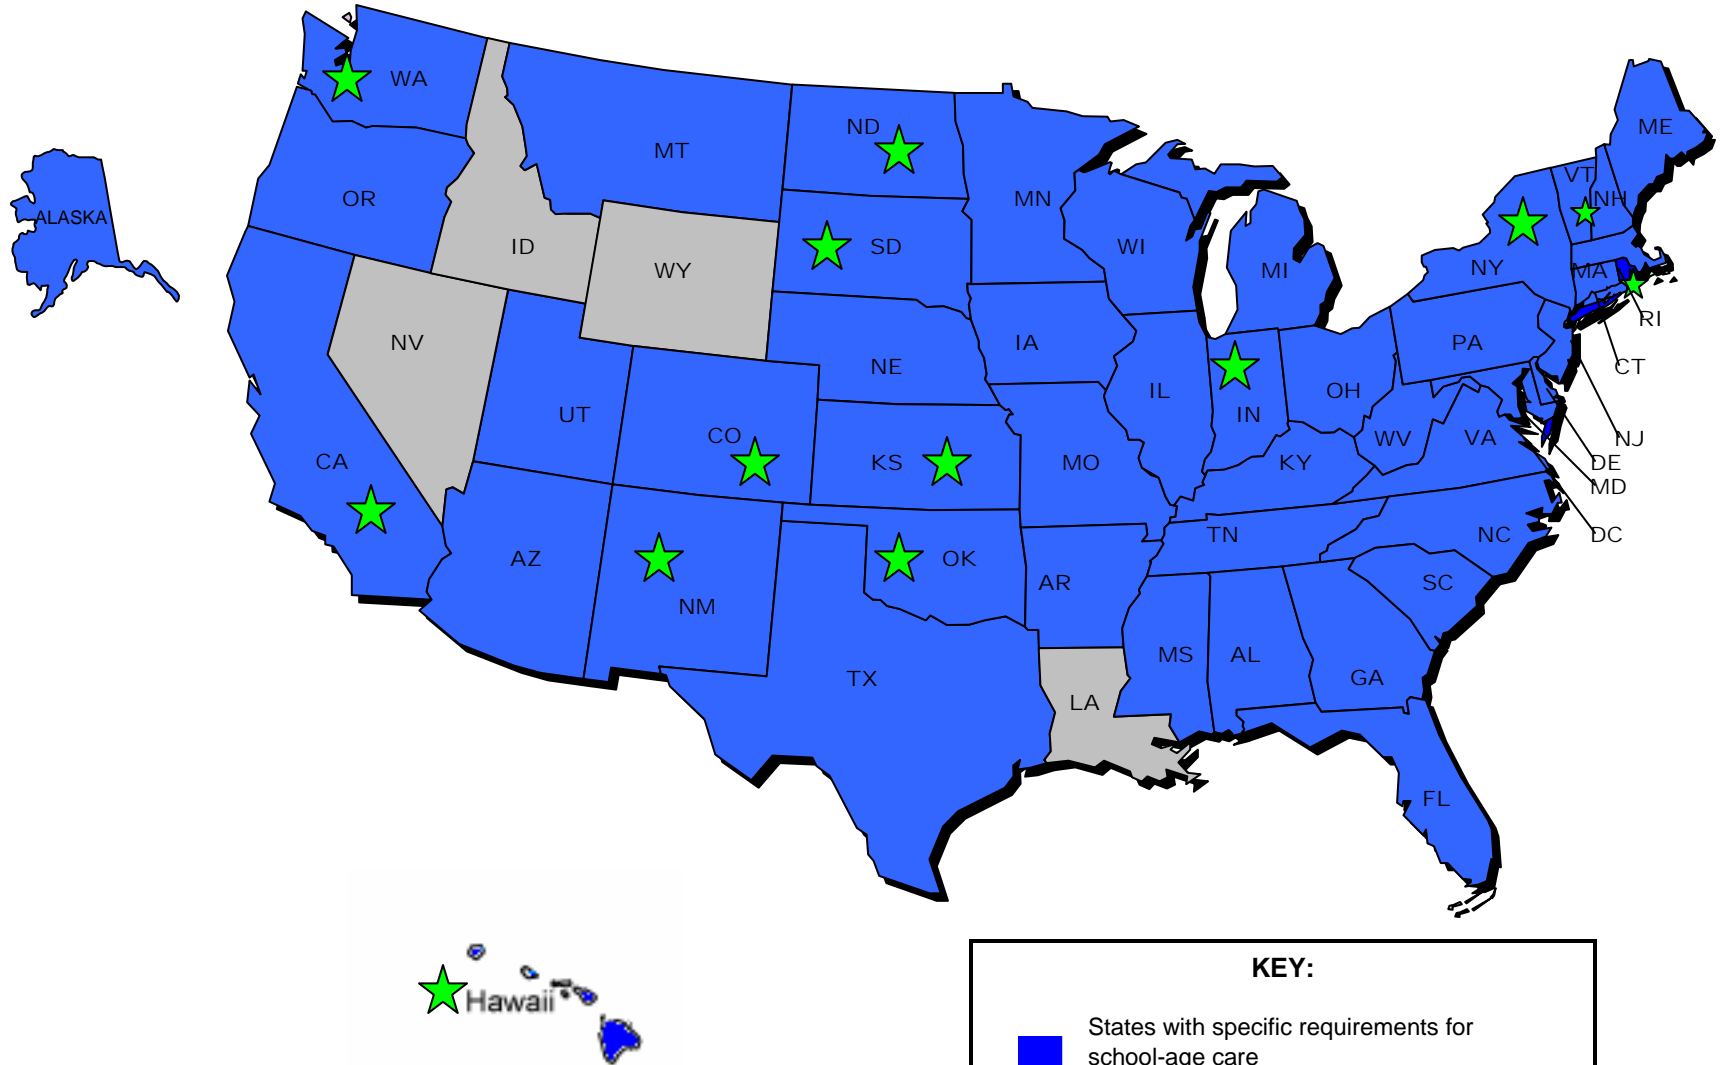 WA
ND
MT
ME
VT
NH
OR
MN
ALASKA
ID
SD
WI
WY
MI
NY
MA
RI
NV
IA
PA
NE
CT
UT
IL
OH
IN
CO
WV
VA
NJ
CA
KS
MO
KY
DE
MD
TN
NC
DC
AZ
OK
AR
SC
NM
MS
AL
TX
GA
LA
FL
Hawaii
KEY:
States with specific requirements for
school-age care